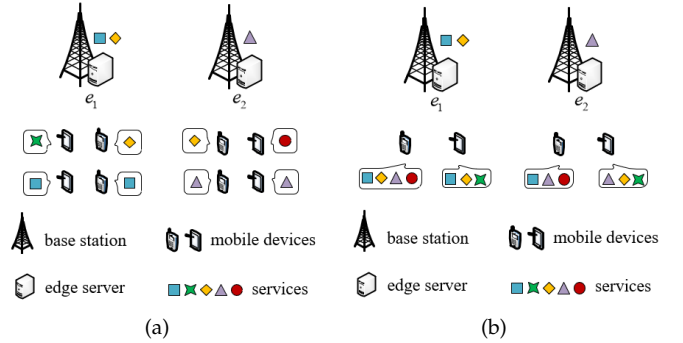 e1
e2
base station
mobile devices
edge server
services
(a)
e1
e2
base station
mobile devices
edge server
services
(b)